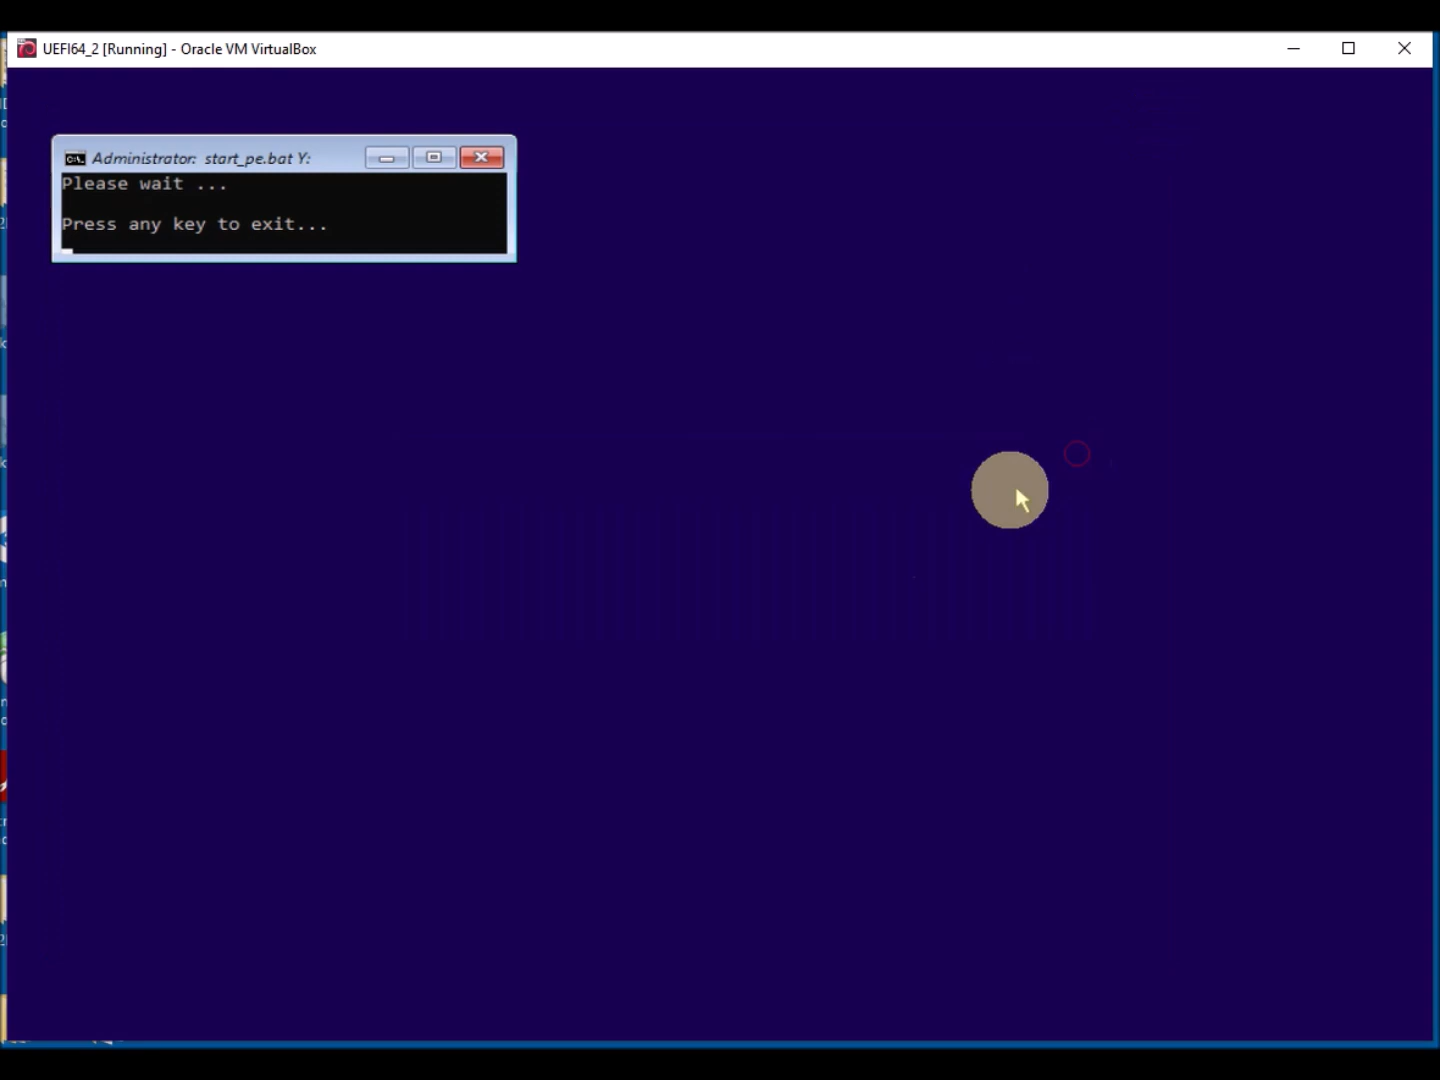 UEFI64_2 [Running] - Oracle VM VirtualBox
Administrator: start_pe.bat Y:
Please wait ...
Press any key to exit...